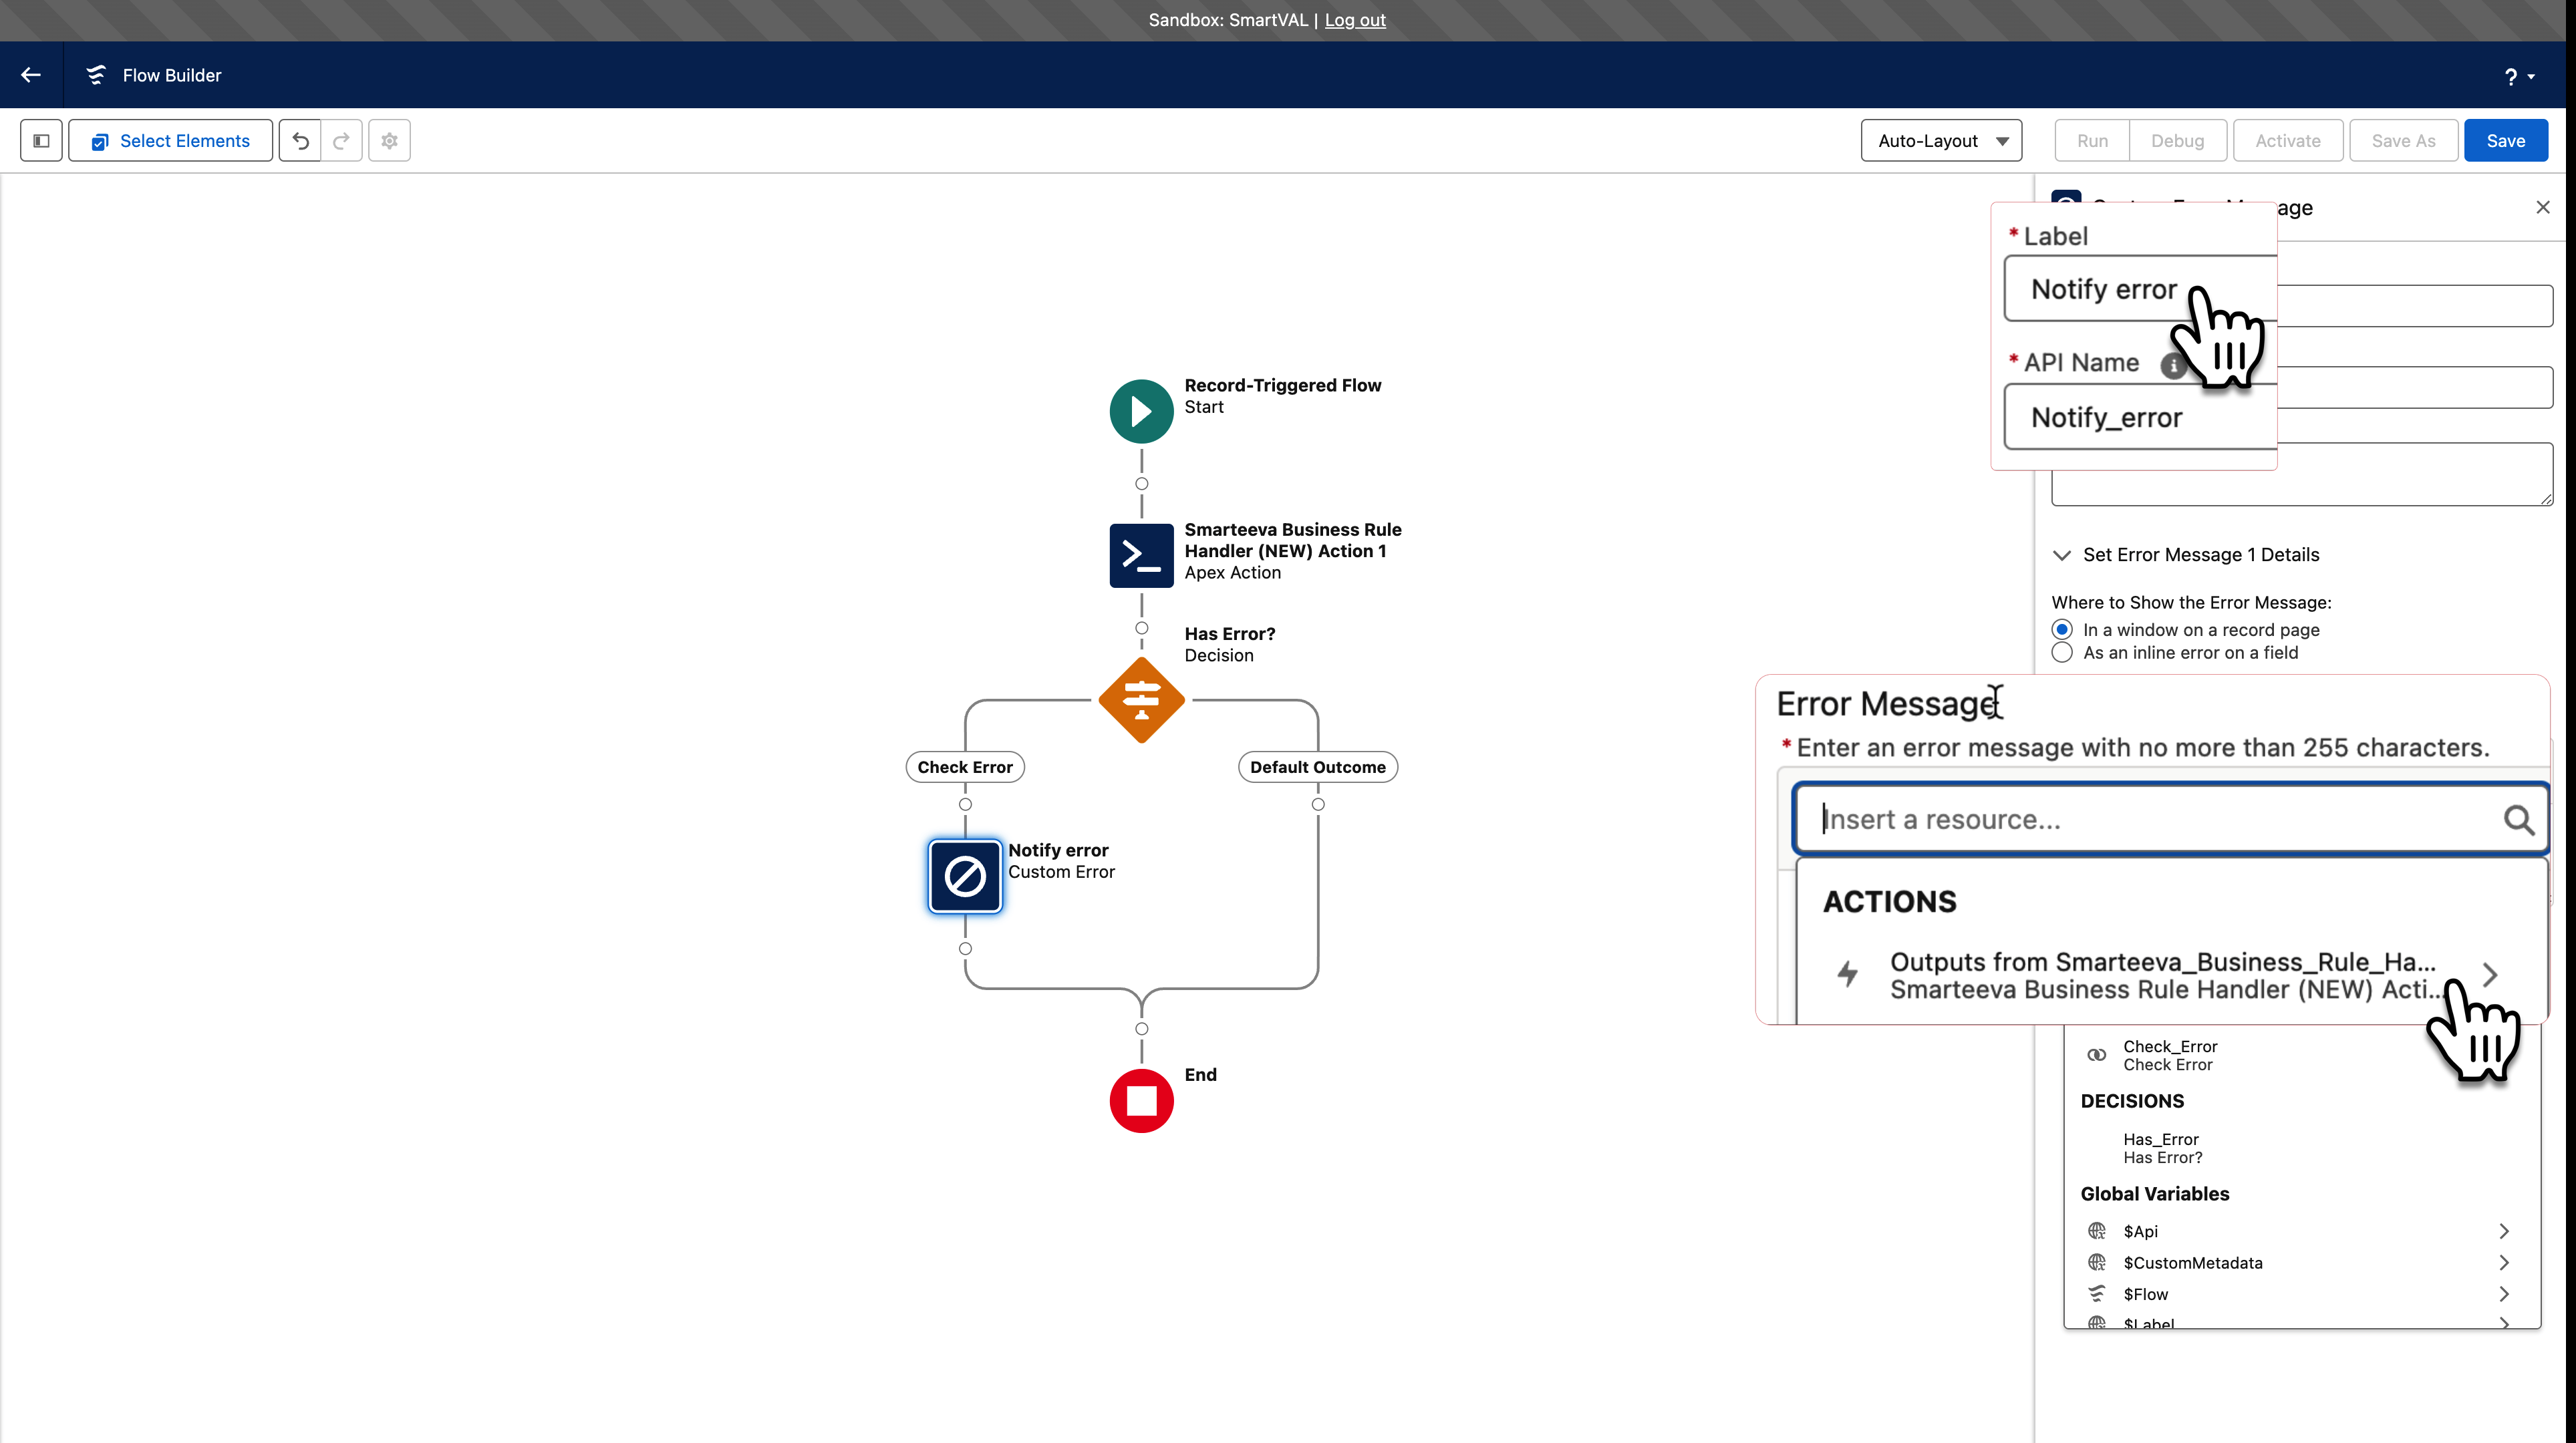 Sandbox: SmartVAL | Log out
Flow Builder
?
Select Elements
Auto-Layout
Run
Debug
Activate
Save As
Save
age
* Label
Notify error
* API Name
Notify_error
Set Error Message 1 Details
Where to Show the Error Message:
In a window on a record page
As an inline error on a field
Error Message
* Enter an error message with no more than 255 characters.
Insert a resource...
ACTIONS
Outputs from Smarteeva_Business_Rule_Ha...
Smarteeva Business Rule Handler (NEW) Acti...
Check_Error
Check Error
DECISIONS
Has_Error
Has Error?
Global Variables
$Api
$CustomMetadata
$Flow
$Label
Record-Triggered Flow
Start
Smarteeva Business Rule
Handler (NEW) Action 1
Apex Action
Has Error?
Decision
Check Error
Default Outcome
Notify error
Custom Error
End